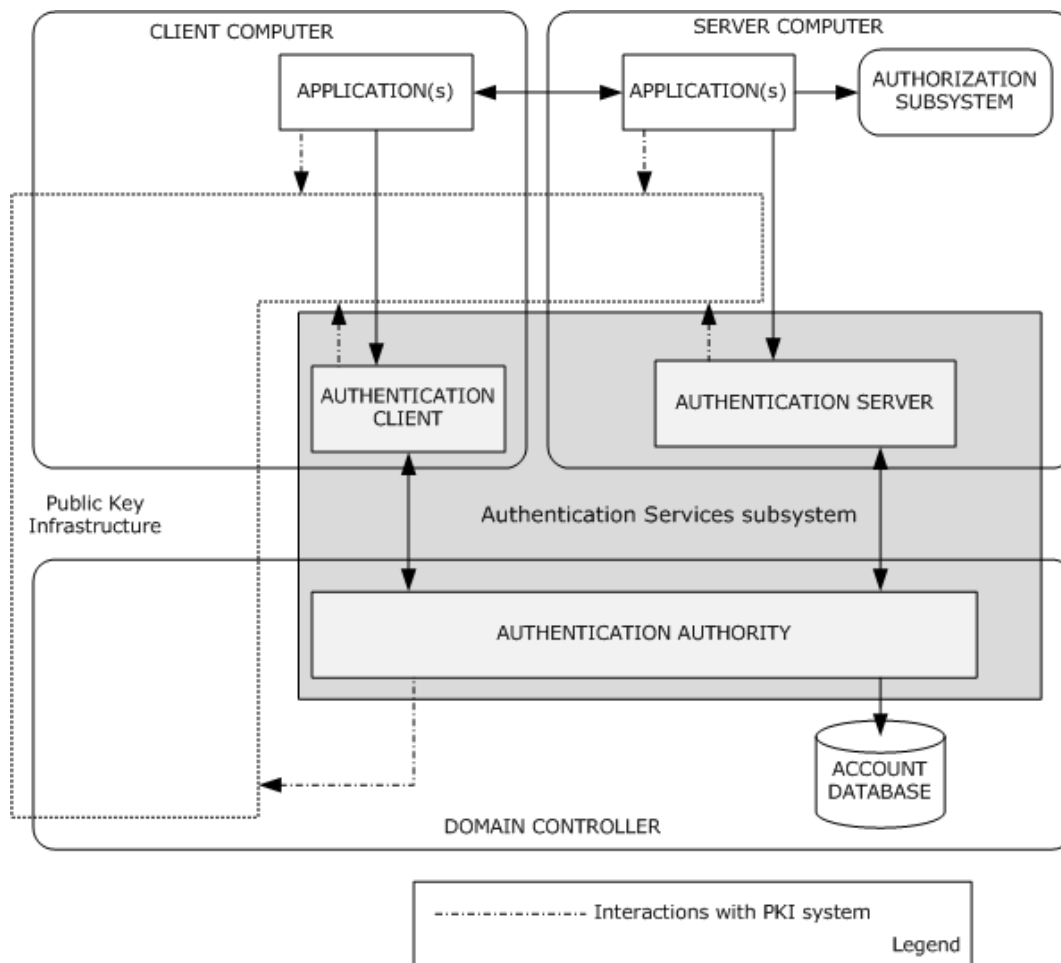 CLIENT COMPUTER
SERVER COMPUTER
APPLICATION(s)
APPLICATION(s)
AUTHORIZATION
SUBSYSTEM
AUTHENTICATION
CLIENT
AUTHENTICATION SERVER
Public Key
Infrastructure
Authentication Services subsystem
AUTHENTICATION AUTHORITY
ACCOUNT
DATABASE
DOMAIN CONTROLLER
Interactions with PKI system
Legend